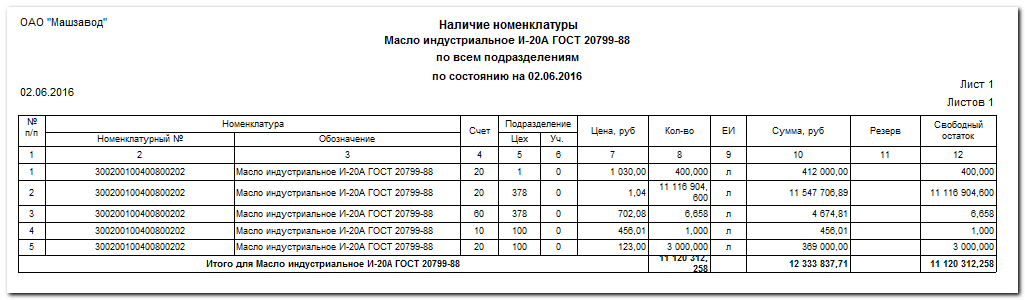 ОАО "Машзавод"
Наличие номенклатуры
Масло индустриальное И-20А ГОСТ 20799-88
по всем подразделениям
по состоянию на 02.06.2016
Лист 1
02.06.2016
Листов 1
№ п/п Номенклатура Счет Подразделение Цена, руб Кол-во ЕИ Сумма, руб Резерв Свободный остаток
Номенклатурный № Обозначение Цех Уч.
1 2 3 4 5 6 7 8 9 10 11 12
1 300200100400800202 Масло индустриальное И-20А ГОСТ 20799-88 20 1 0 1 030,00 400,000 л 412 000,00 400,000
2 300200100400800202 Масло индустриальное И-20А ГОСТ 20799-88 20 378 0 1,04 11 116 904,600 л 11 547 706,89 11 116 904,600
3 300200100400800202 Масло индустриальное И-20А ГОСТ 20799-88 60 378 0 702,08 6,658 л 4 674,81 6,658
4 300200100400800202 Масло индустриальное И-20А ГОСТ 20799-88 10 100 0 456,01 1,000 л 456,01 1,000
5 300200100400800202 Масло индустриальное И-20А ГОСТ 20799-88 20 100 0 123,00 3 000,000 л 369 000,00 3 000,000
Итого для Масло индустриальное И-20А ГОСТ 20799-88 11 120 312,258 12 333 837,71 11 120 312,258